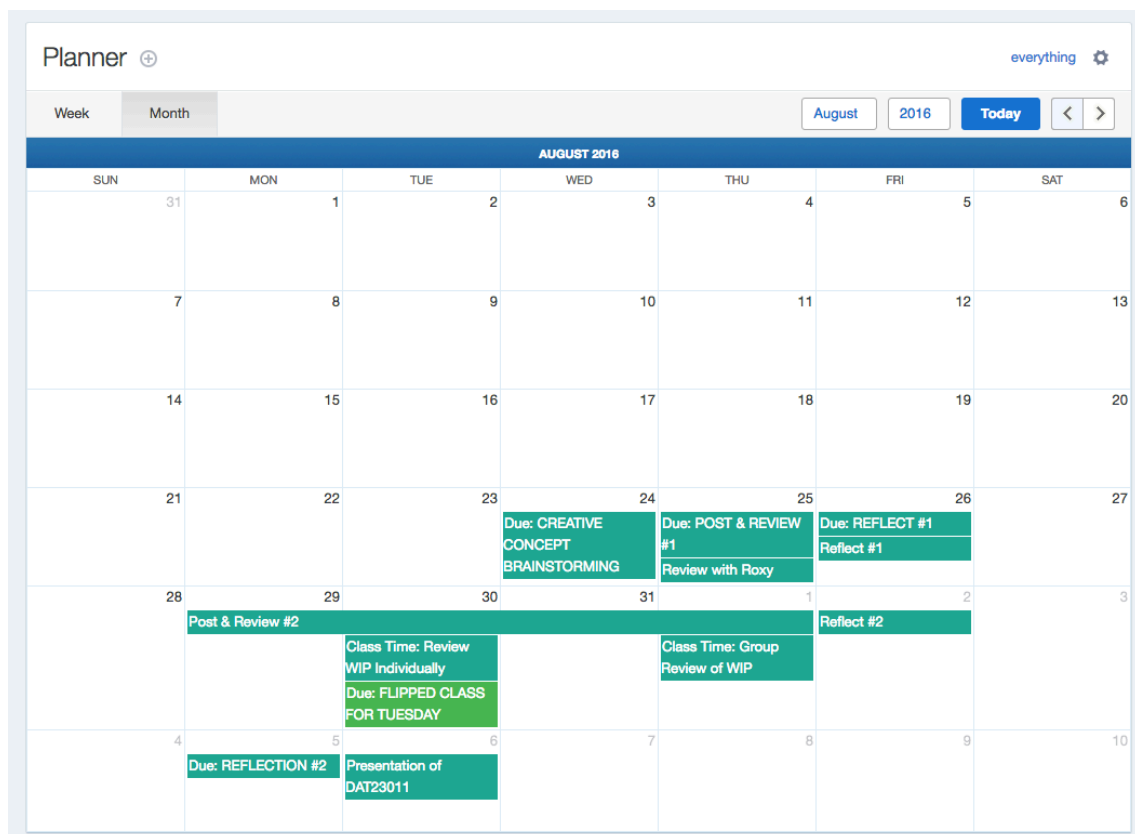 Planner
everything
Week
Month
August
2016
Today
AUGUST 2016
SUN MON TUE WED THU FRI SAT
31 1 2 3 4 5 6
7 8 9 10 11 12 13
14 15 16 17 18 19 20
21 22 23 24 25 26 27
Due: CREATIVE
CONCEPT
BRAINSTORMING
Due: POST & REVIEW
#1
Review with Roxy
Due: REFLECT #1
Reflect #1
28 29 30 31 1 2 3
Post & Review #2
Reflect #2
Class Time: Review
WIP Individually
Due: FLIPPED CLASS
FOR TUESDAY
Class Time: Group
Review of WIP
4 5 6 7 8 9 10
Due: REFLECTION #2
Presentation of
DAT23011